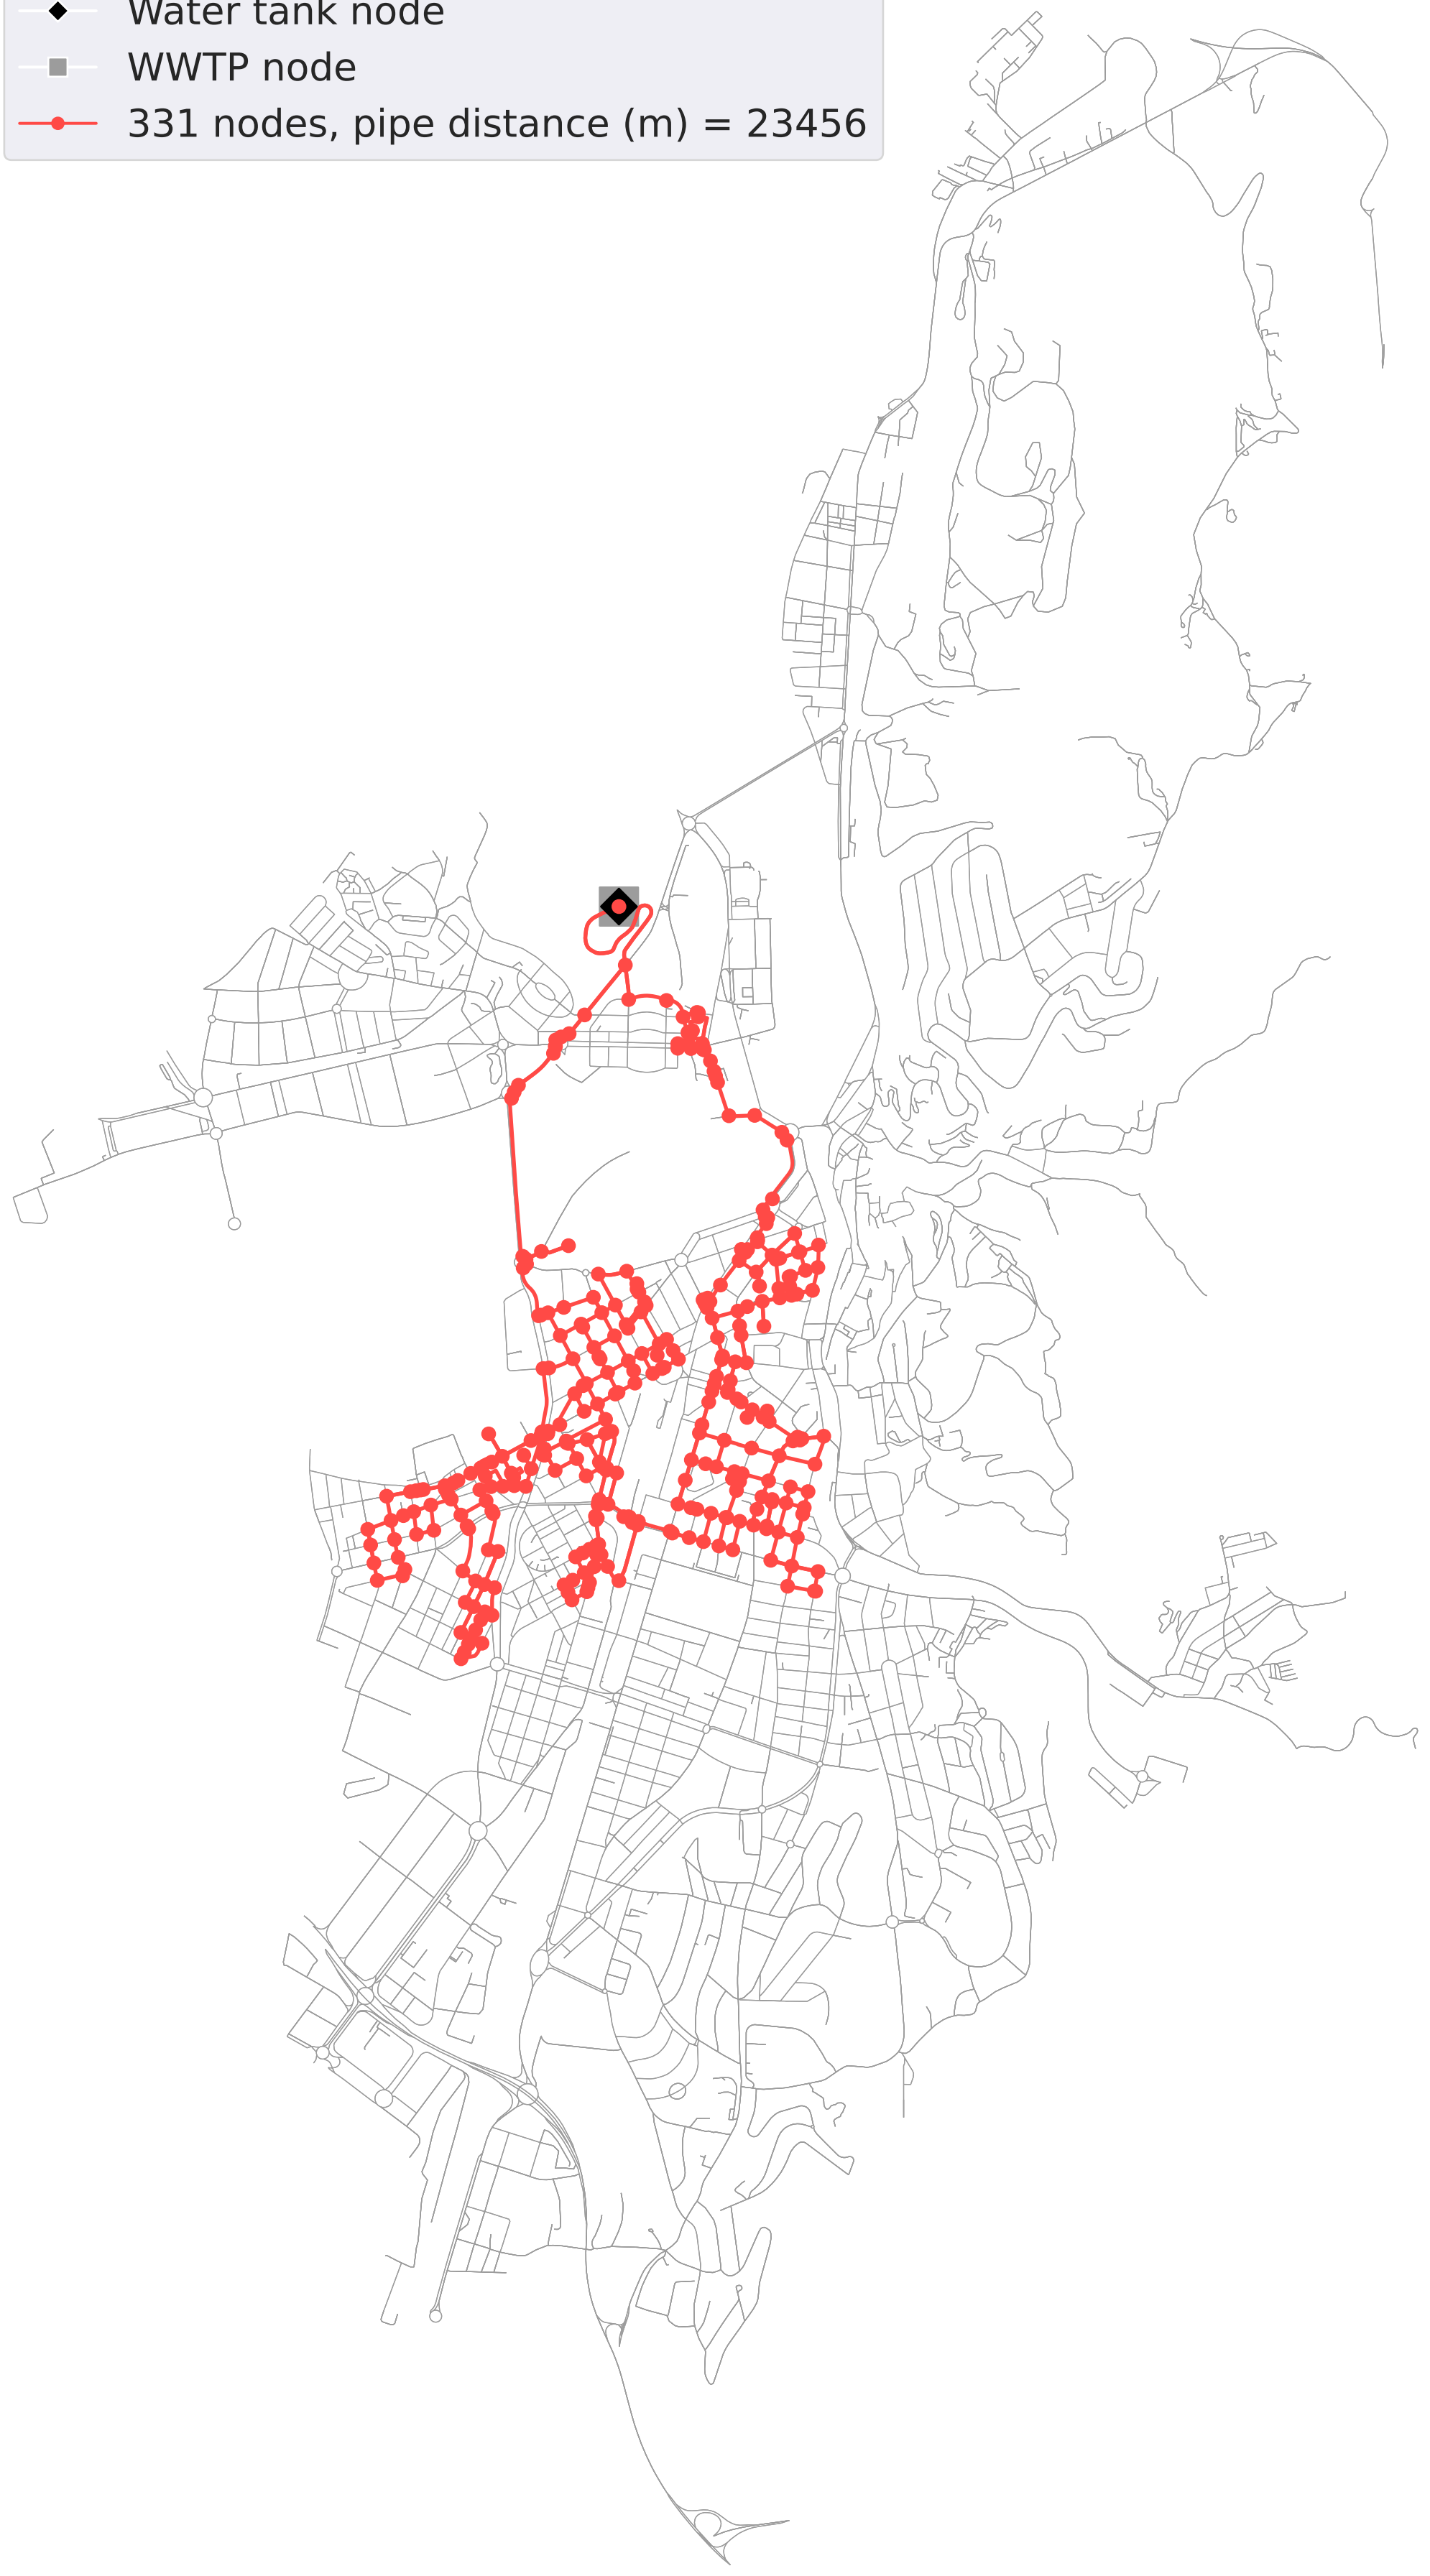 Water tank node
WWTP node
331 nodes, pipe distance (m) = 23456